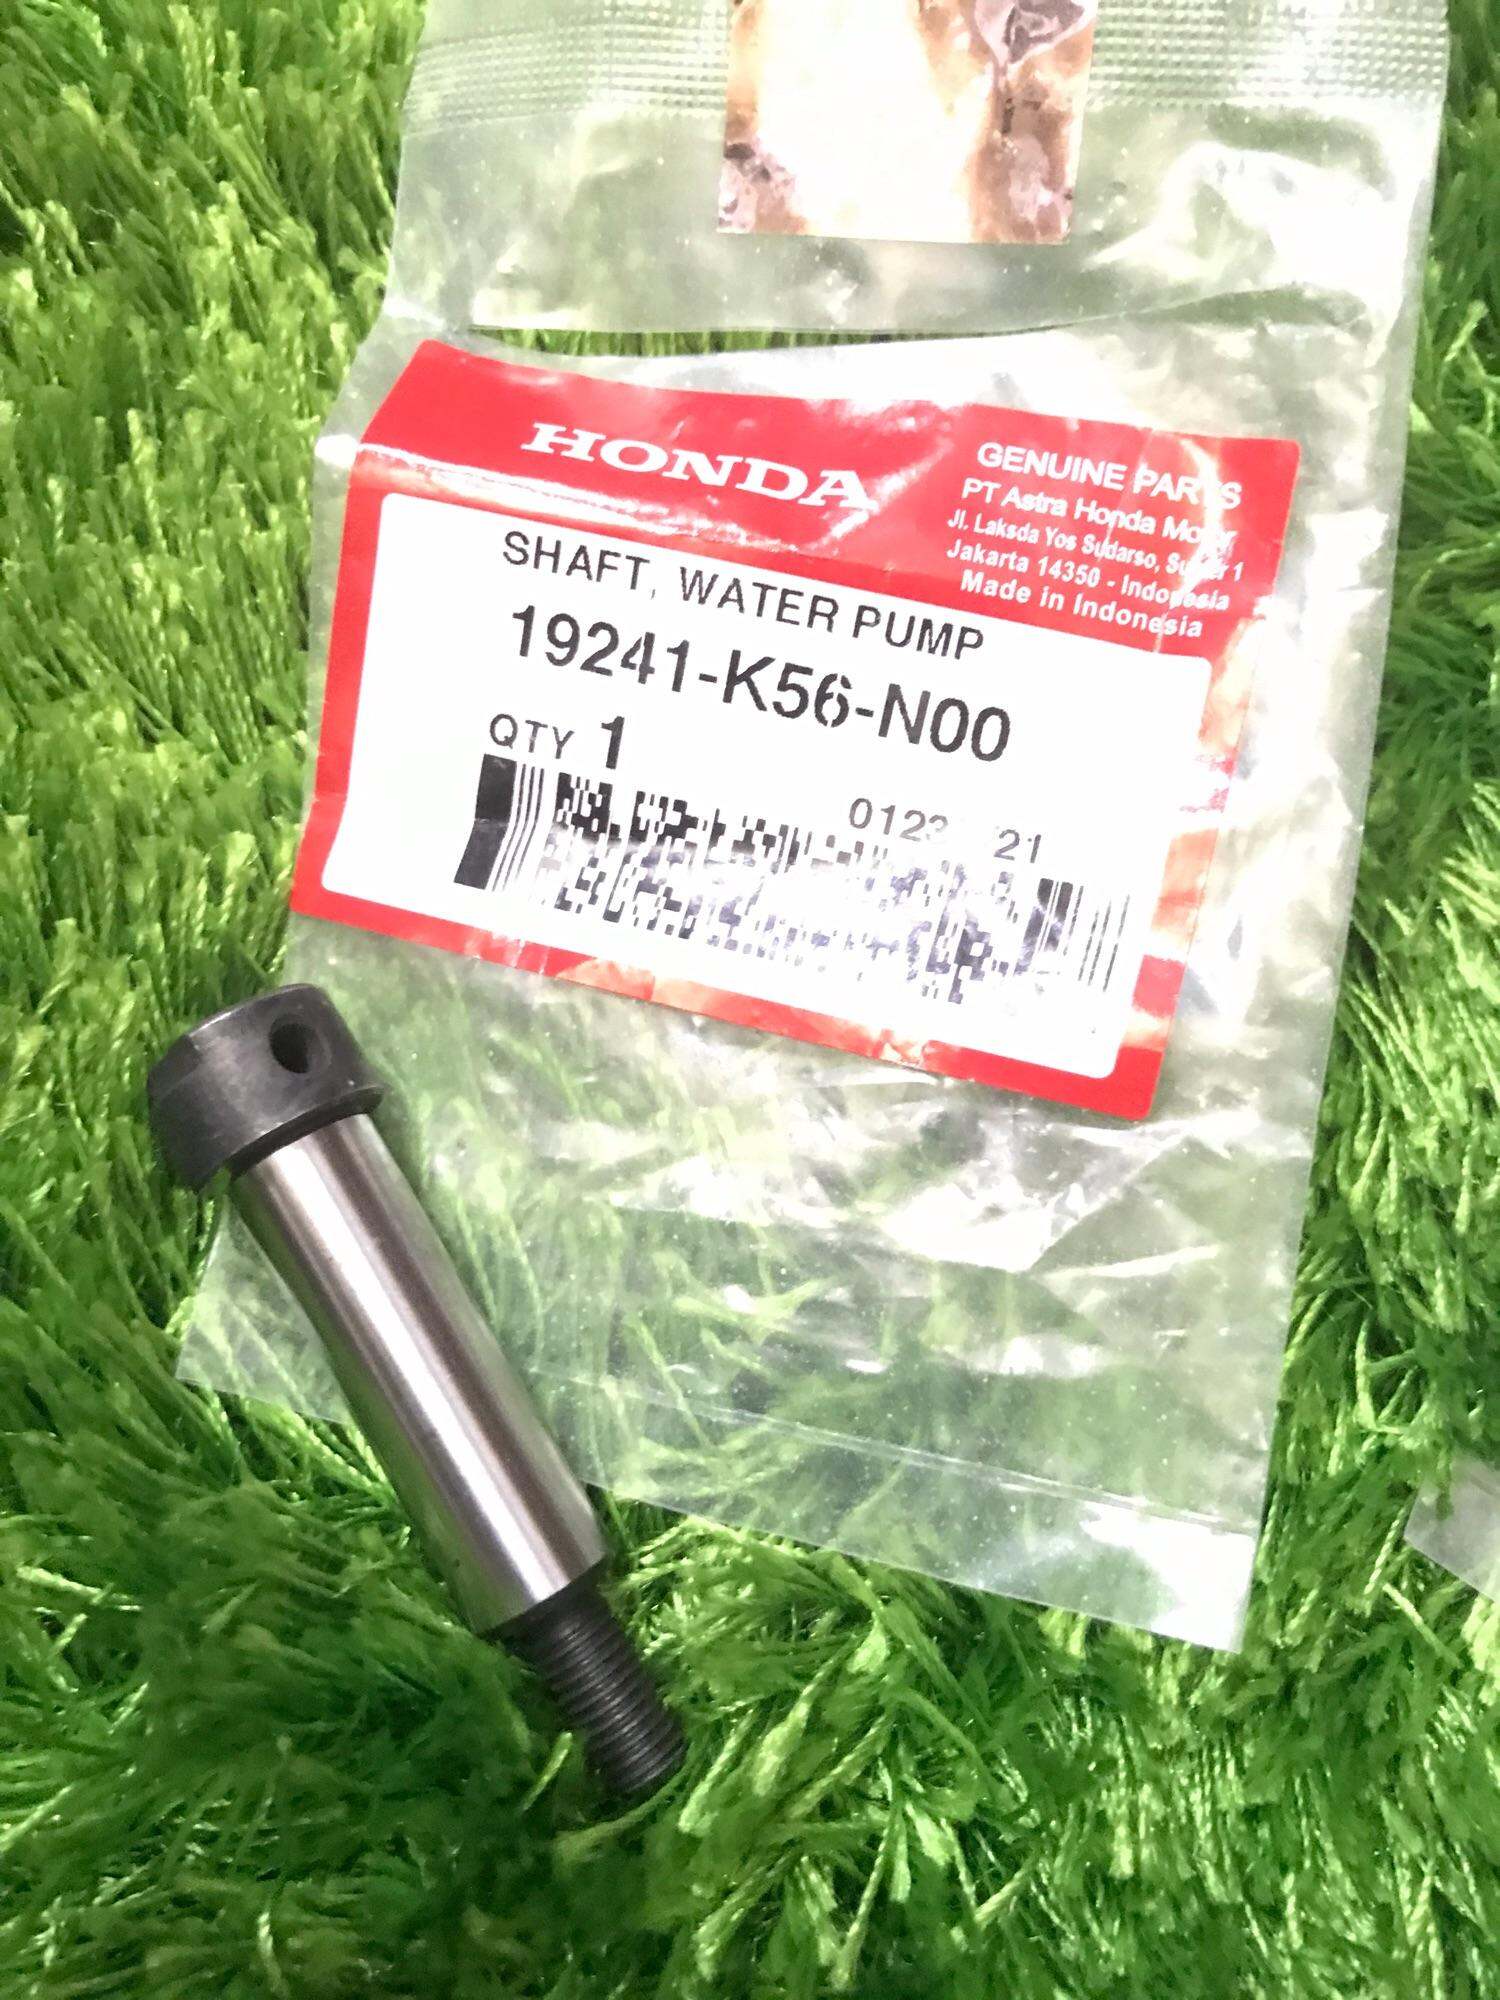 HONDA
GENUINE PARTS
PT Astra Honda Motor
Jl. Laksda Yos Sudarso, Sunter 1
Jakarta 14350 - Indonesia
Made in Indonesia
SHAFT, WATER PUMP
19241-K56-N00
QTY 1